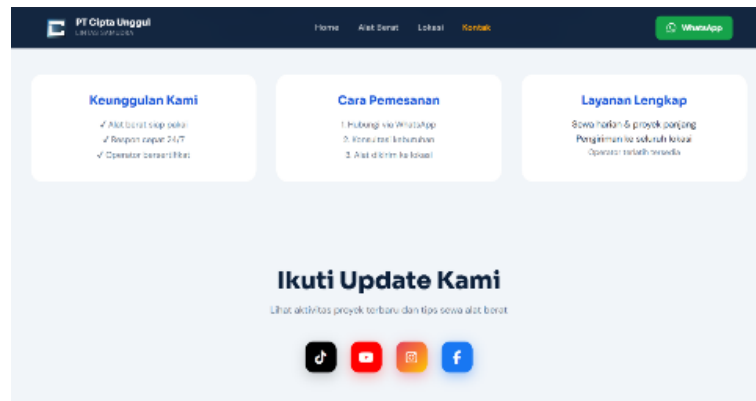 PT Cipta Unggul
LINTAS SAMUDRA
Home Alat Berat Lokasi Kontak
WhatsApp
Keunggulan Kami
✓ Alat berat siap pakai
✓ Respon cepat 24/7
✓ Operator bersertifikat
Cara Pemesanan
1. Hubungi via WhatsApp
2. Konsultasi kebutuhan
3. Alat dikirim ke lokasi
Layanan Lengkap
Sewa harian & proyek panjang
Pengiriman ke seluruh lokasi
Operator terlatih tersedia
Ikuti Update Kami
Lihat aktivitas proyek terbaru dan tips sewa alat berat